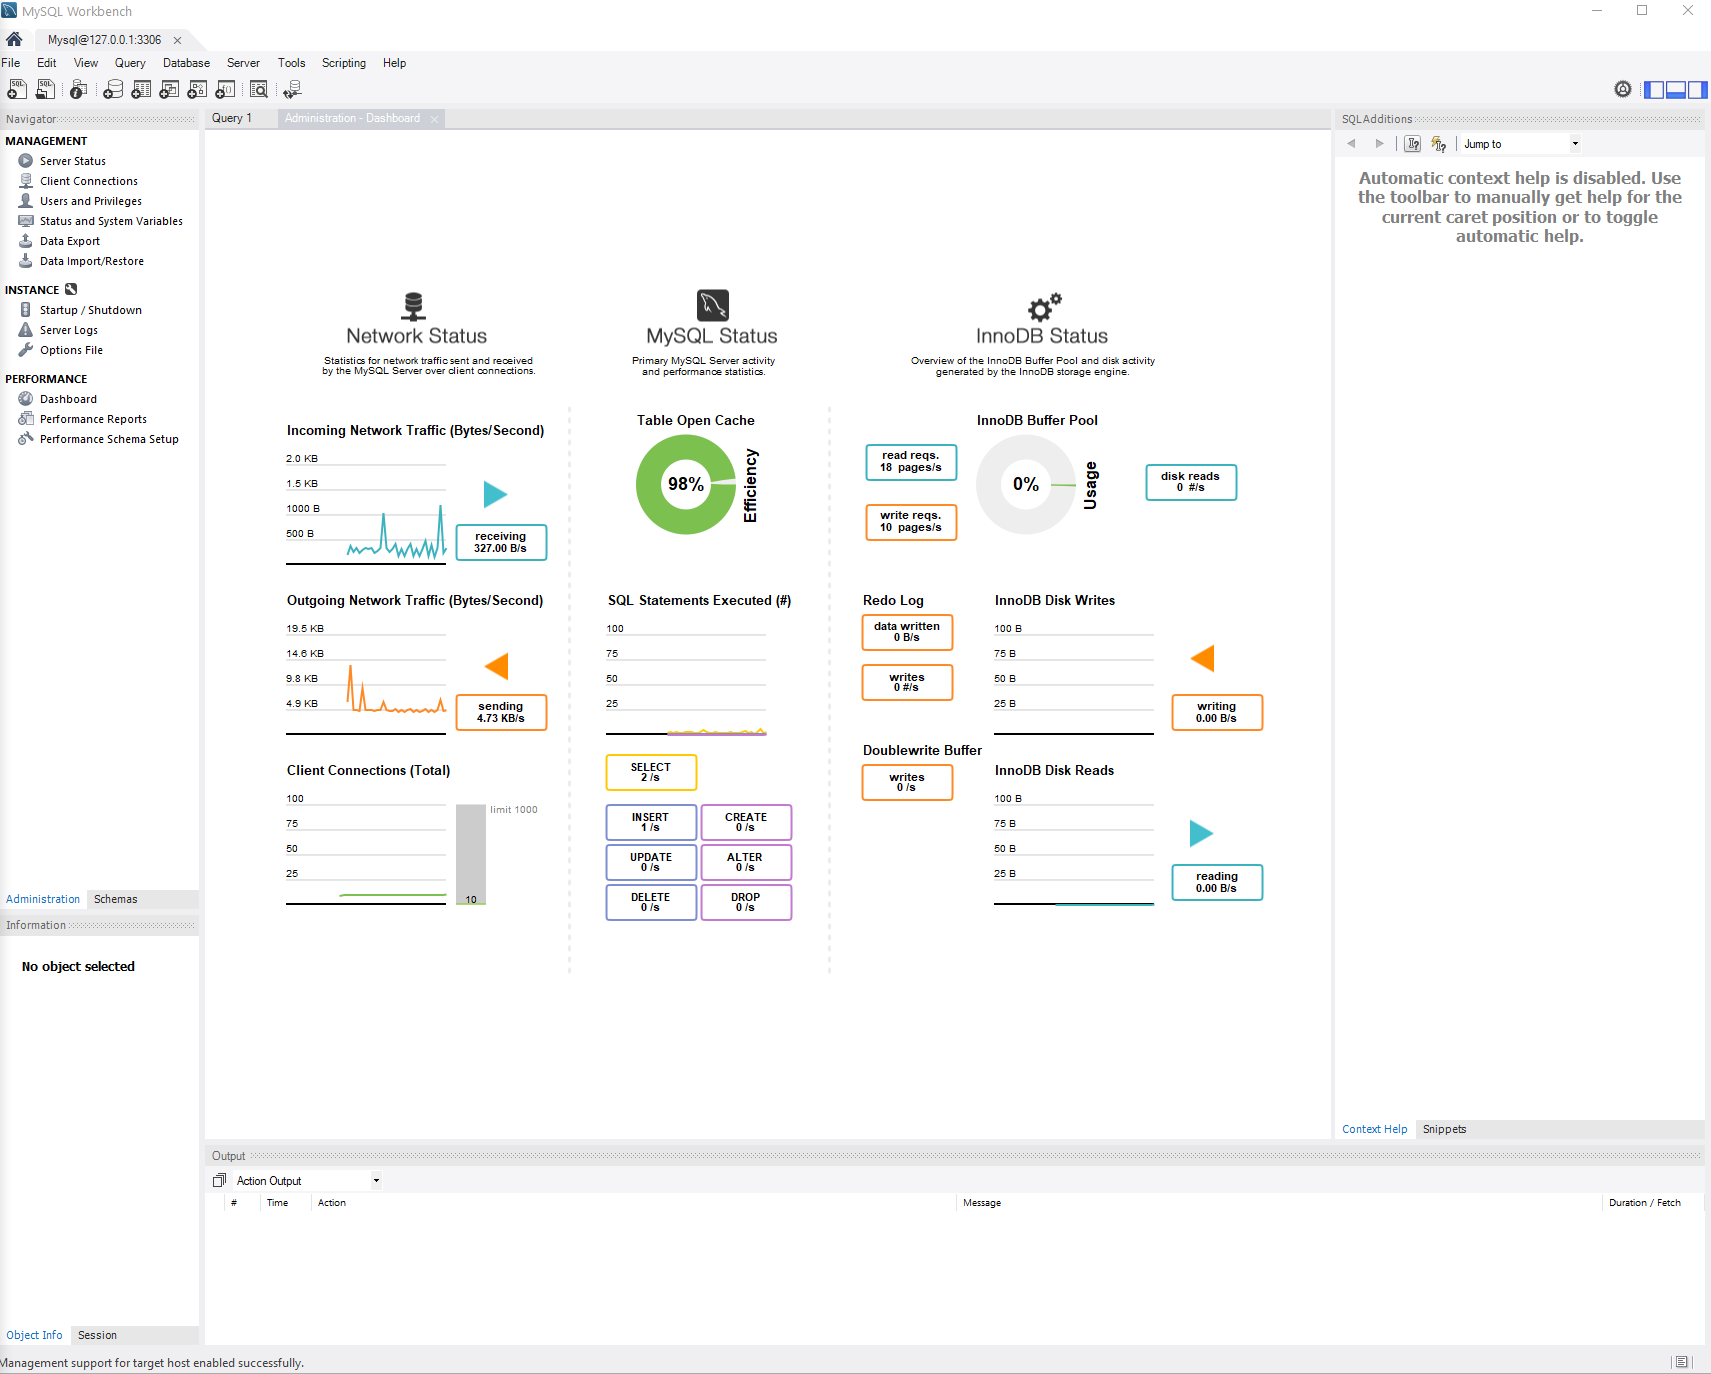 MySQL Workbench
Mysql@127.0.0.1:3306
File Edit View Query Database Server Tools Scripting Help
Navigator
MANAGEMENT
Server Status
Client Connections
Users and Privileges
Status and System Variables
Data Export
Data Import/Restore
INSTANCE
Startup / Shutdown
Server Logs
Options File
PERFORMANCE
Dashboard
Performance Reports
Performance Schema Setup
Administration Schemas
Information
No object selected
Object Info Session
Query 1 Administration - Dashboard
Network Status
Statistics for network traffic sent and received
by the MySQL Server over client connections.
Incoming Network Traffic (Bytes/Second)
2.0 KB
1.5 KB
1000 B
500 B
receiving
327.00 B/s
Outgoing Network Traffic (Bytes/Second)
19.5 KB
14.6 KB
9.8 KB
4.9 KB
sending
4.73 KB/s
Client Connections (Total)
100
75
50
25
limit 1000
10
MySQL Status
Primary MySQL Server activity
and performance statistics.
Table Open Cache
98%
Efficiency
SQL Statements Executed (#)
100
75
50
25
SELECT
2 /s
INSERT
1 /s
CREATE
0 /s
UPDATE
0 /s
ALTER
0 /s
DELETE
0 /s
DROP
0 /s
InnoDB Status
Overview of the InnoDB Buffer Pool and disk activity
generated by the InnoDB storage engine.
InnoDB Buffer Pool
read reqs.
18 pages/s
write reqs.
10 pages/s
0%
Usage
disk reads
0 #/s
Redo Log
data written
0 B/s
writes
0 #/s
Doublewrite Buffer
writes
0 /s
InnoDB Disk Writes
100 B
75 B
50 B
25 B
writing
0.00 B/s
InnoDB Disk Reads
100 B
75 B
50 B
25 B
reading
0.00 B/s
SQLAdditions
Jump to
Automatic context help is disabled. Use
the toolbar to manually get help for the
current caret position or to toggle
automatic help.
Context Help Snippets
Output
Action Output
# Time Action Message Duration / Fetch
Management support for target host enabled successfully.